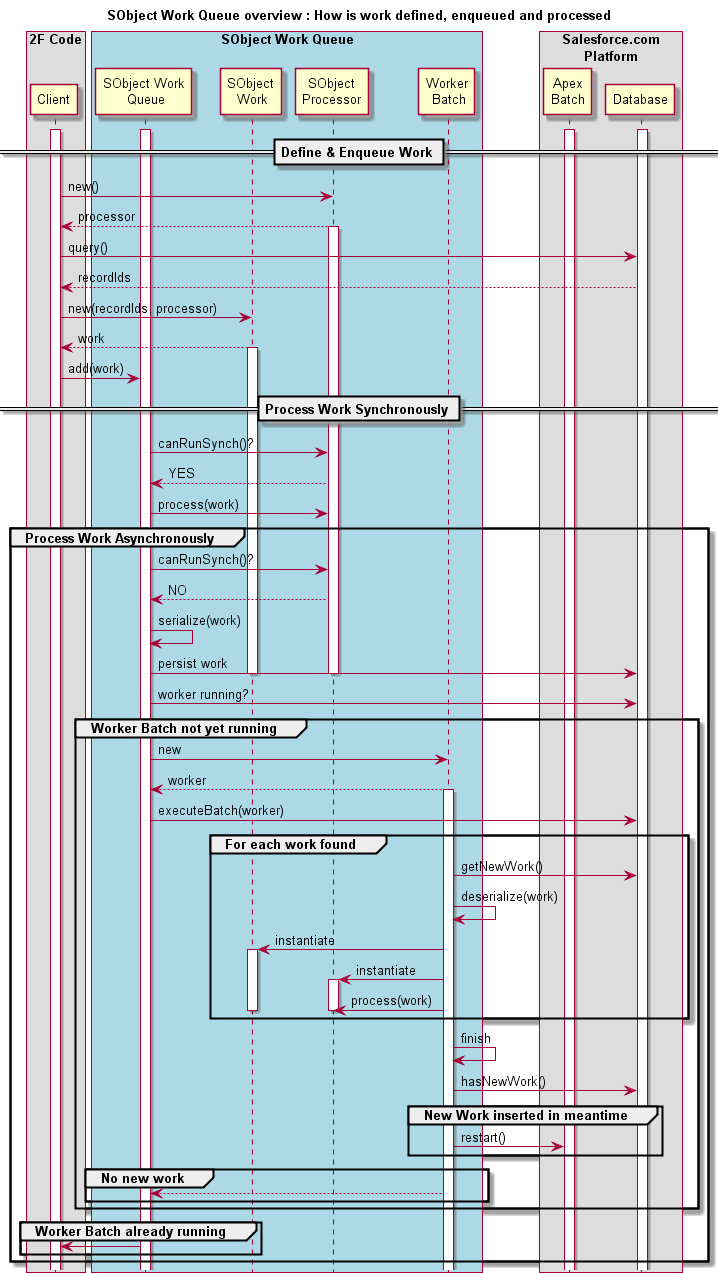 SObject Work Queue overview : How is work defined, enqueued and processed
2F Code
SObject Work Queue
Salesforce.com
Platform
Client
SObject Work
Queue
SObject
Work
SObject
Processor
Worker
Batch
Apex
Batch
Database
Define & Enqueue Work
new()
processor
query()
recordIds
new(recordIds, processor)
work
add(work)
Process Work Synchronously
canRunSynch()?
YES
process(work)
Process Work Asynchronously
canRunSynch()?
NO
serialize(work)
persist work
worker running?
Worker Batch not yet running
new
worker
executeBatch(worker)
For each work found
getNewWork()
deserialize(work)
instantiate
instantiate
process(work)
finish
hasNewWork()
New Work inserted in meantime
restart()
No new work
Worker Batch already running